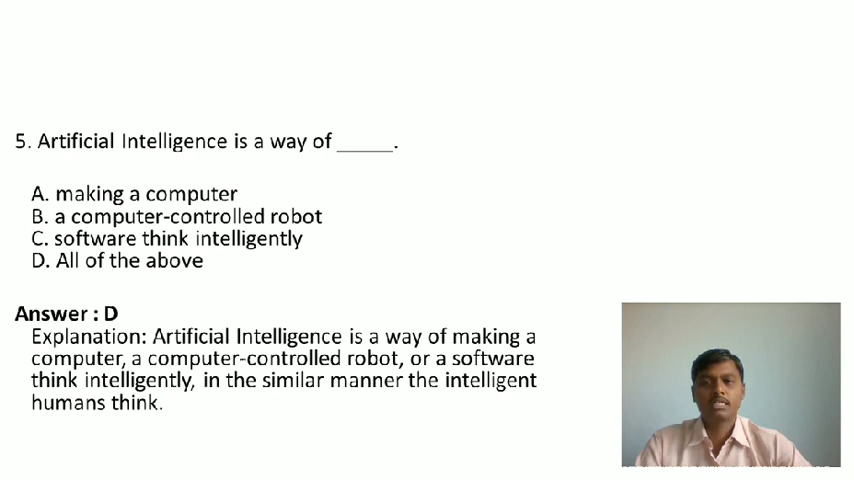 5. Artificial Intelligence is a way of _____.
A. making a computer
B. a computer-controlled robot
C. software think intelligently
D. All of the above
Answer : D
Explanation: Artificial Intelligence is a way of making a
computer, a computer-controlled robot, or a software
think intelligently, in the similar manner the intelligent
humans think.